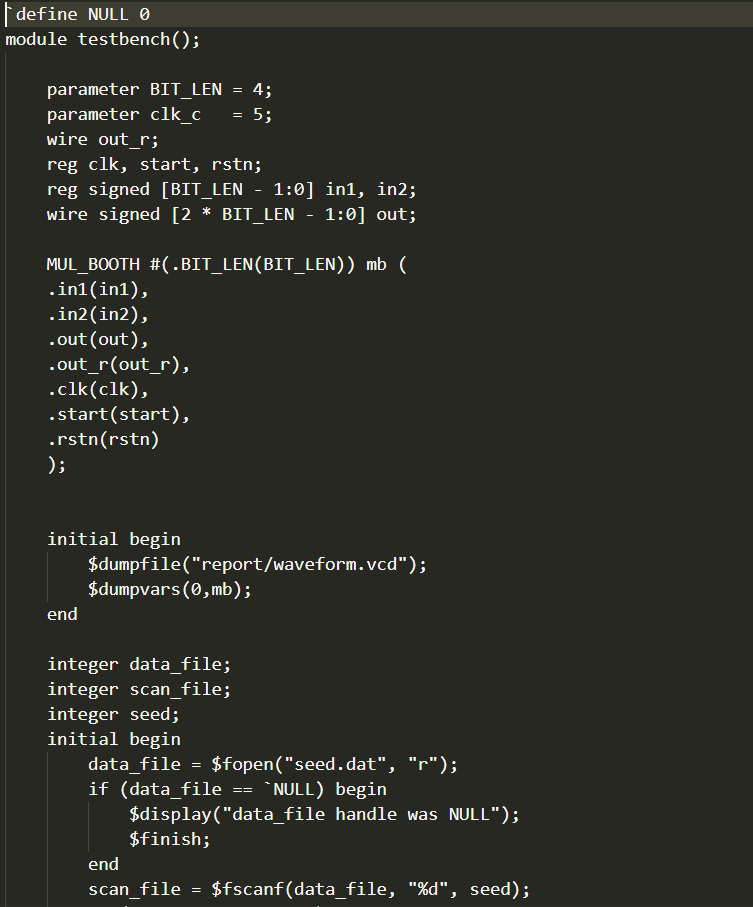 `define NULL 0
module testbench();
parameter BIT_LEN = 4;
parameter clk_c   = 5;
wire out_r;
reg clk, start, rstn;
reg signed [BIT_LEN - 1:0] in1, in2;
wire signed [2 * BIT_LEN - 1:0] out;
MUL_BOOTH #(.BIT_LEN(BIT_LEN)) mb (
.in1(in1),
.in2(in2),
.out(out),
.out_r(out_r),
.clk(clk),
.start(start),
.rstn(rstn)
);
initial begin
$dumpfile("report/waveform.vcd");
$dumpvars(0,mb);
end
integer data_file;
integer scan_file;
integer seed;
initial begin
data_file = $fopen("seed.dat", "r");
if (data_file == `NULL) begin
$display("data_file handle was NULL");
$finish;
end
scan_file = $fscanf(data_file, "%d", seed);